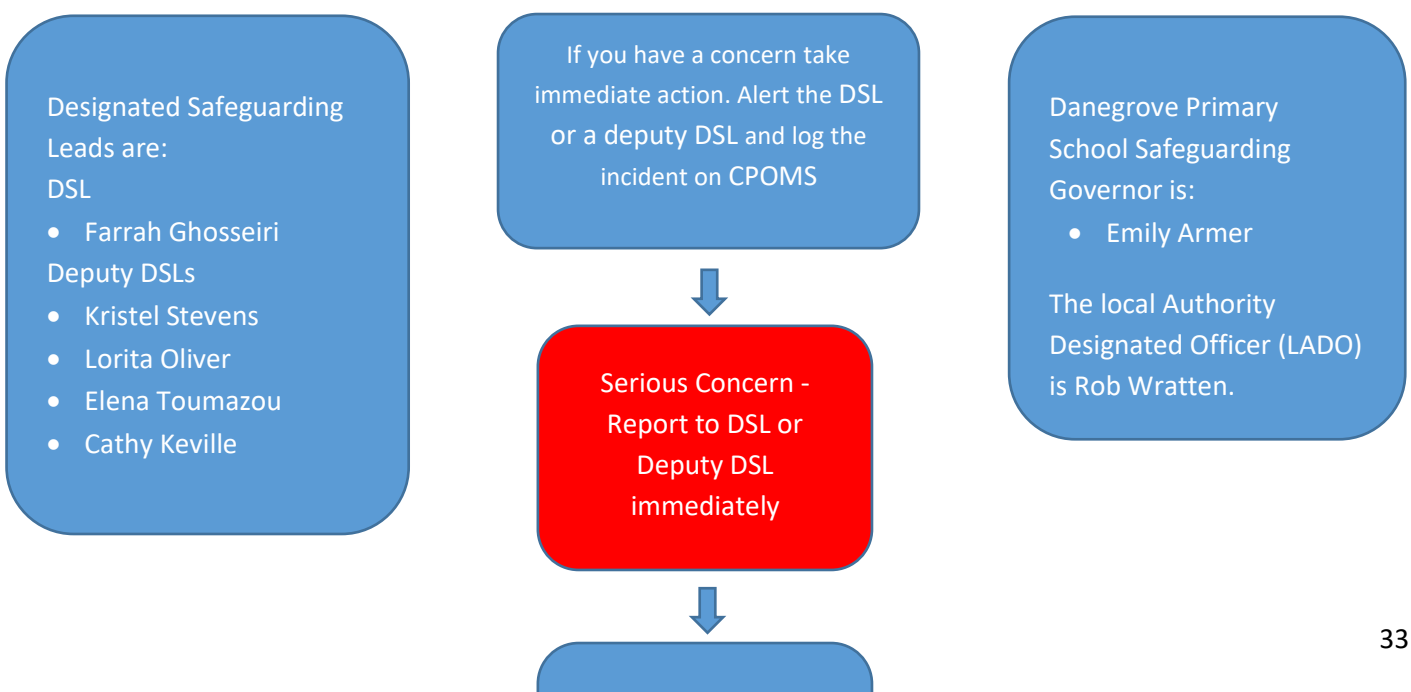 Designated Safeguarding
Leads are:
DSL
• Farrah Ghosseiri
Deputy DSLs
• Kristel Stevens
• Lorita Oliver
• Elena Toumazou
• Cathy Keville
If you have a concern take
immediate action. Alert the DSL
or a deputy DSL and log the
incident on CPOMS
Danegrove Primary
School Safeguarding
Governor is:
• Emily Armer
The local Authority
Designated Officer (LADO)
is Rob Wratten.
Serious Concern -
Report to DSL or
Deputy DSL
immediately
33